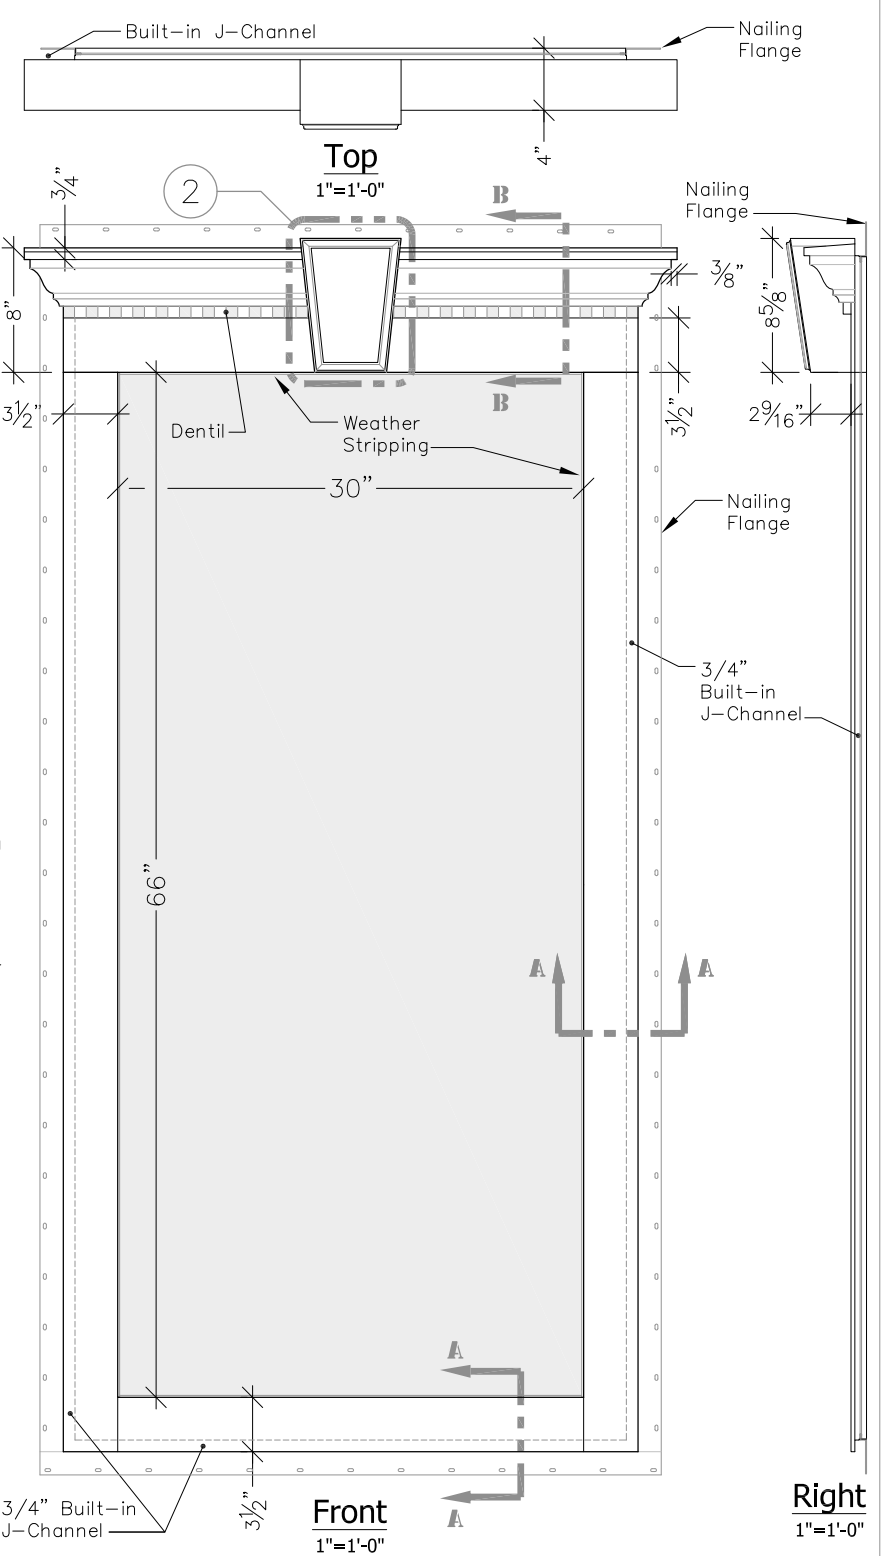 Built-in J-Channel
Nailing
Flange
4"
Top
1"=1'-0"
3/4"
2
B
Nailing
Flange
3/8"
8"
8 5/8"
3 1/2"
Dentil
Weather
Stripping
B
3 1/2"
2 9/16"
30"
Nailing
Flange
3/4"
Built-in
J-Channel
66"
A
A
A
3/4" Built-in
J-Channel
3 1/2"
Front
1"=1'-0"
A
Right
1"=1'-0"